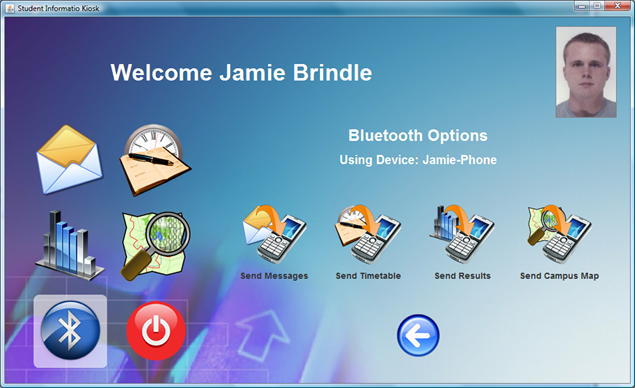 Student Informatio Kiosk
Welcome Jamie Brindle
Bluetooth Options
Using Device: Jamie-Phone
Send Messages
Send Timetable
Send Results
Send Campus Map